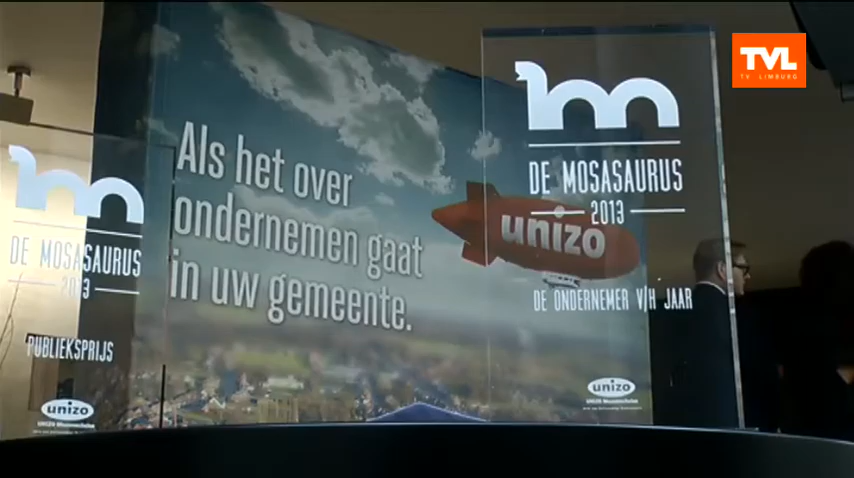 TVL
TV LIMBURG
Als het over
ondernemen gaat
in uw gemeente.
unizo
DE MOSASAURUS
2013
DE ONDERNEMER V/H JAAR
unizo
DE MOSASAURUS
2013
PUBLIEKSPRIJS
unizo